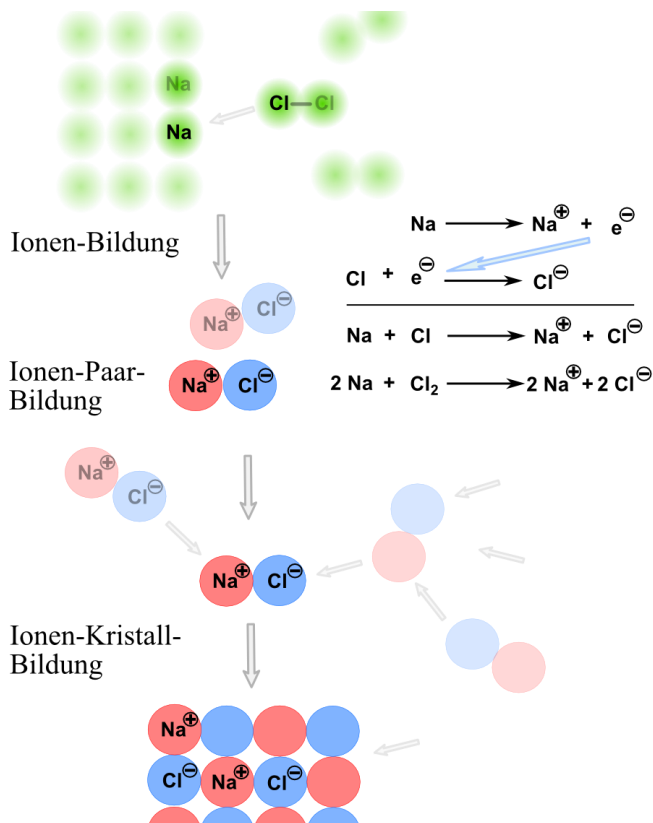 Na
Cl—Cl
Na
Na ⟶ Na⊕ + e⊖
Ionen-Bildung
Cl + e⊖ ⟶ Cl⊖
Na⊕ Cl⊖
Na + Cl ⟶ Na⊕ + Cl⊖
Ionen-Paar-
Bildung
Na⊕ Cl⊖
2 Na + Cl₂ ⟶ 2 Na⊕ + 2 Cl⊖
Na⊕ Cl⊖
Na⊕ Cl⊖
Ionen-Kristall-
Bildung
Na⊕
Cl⊖ Na⊕ Cl⊖